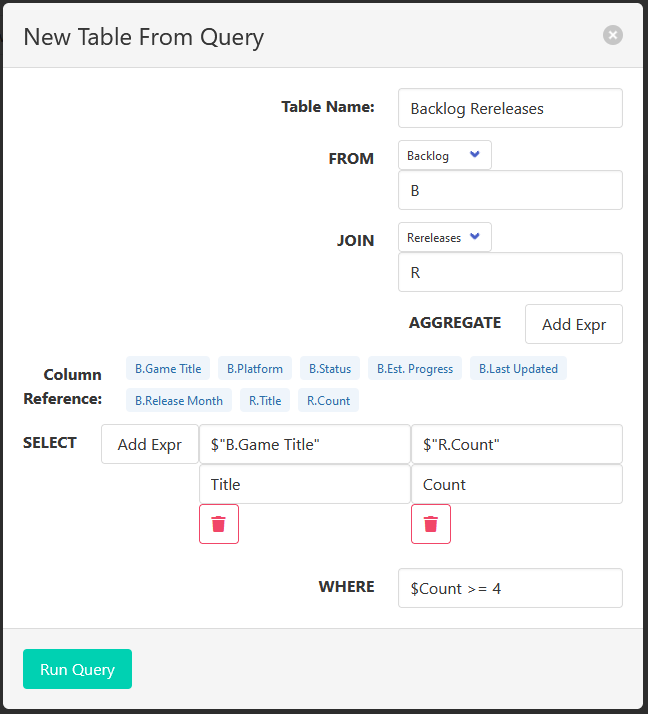 New Table From Query
Table Name:
Backlog Rereleases
FROM
Backlog
B
JOIN
Rereleases
R
AGGREGATE
Add Expr
Column Reference:
B.Game Title
B.Platform
B.Status
B.Est. Progress
B.Last Updated
B.Release Month
R.Title
R.Count
SELECT
Add Expr
$"B.Game Title"
$"R.Count"
Title
Count
WHERE
$Count >= 4
Run Query